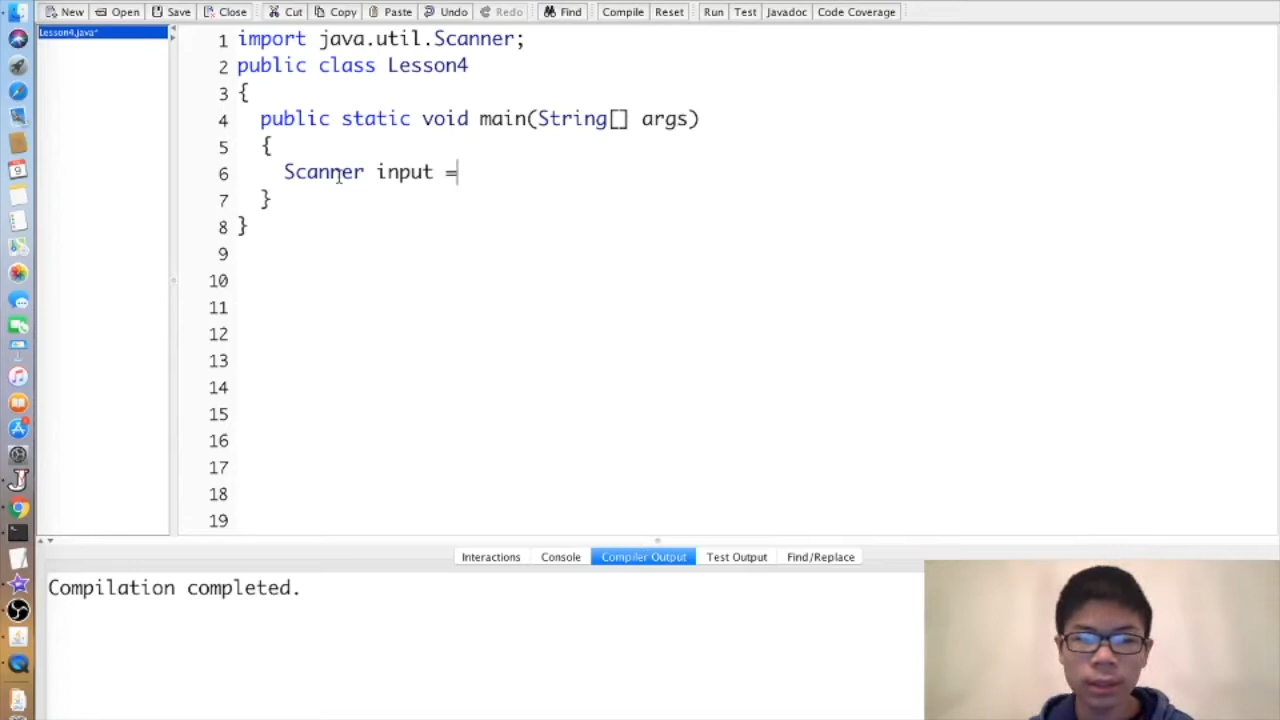 New Open Save Close Cut Copy Paste Undo Redo Find Compile Reset Run Test Javadoc Code Coverage
Lesson4.java*
1 import java.util.Scanner;
2 public class Lesson4
3 {
4 public static void main(String[] args)
5 {
6 Scanner input =
7 }
8 }
9
10
11
12
13
14
15
16
17
18
19
Interactions Console Compiler Output Test Output Find/Replace
Compilation completed.